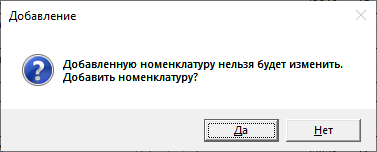 Добавление
Добавленную номенклатуру нельзя будет изменить.
Добавить номенклатуру?
Да
Нет